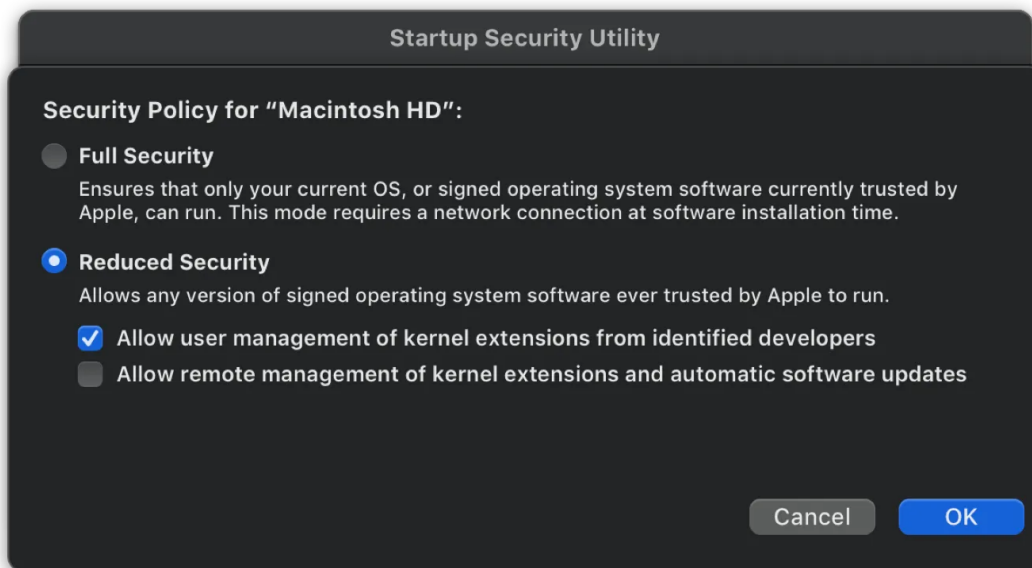 Startup Security Utility
Security Policy for “Macintosh HD”:
Full Security
Ensures that only your current OS, or signed operating system software currently trusted by
Apple, can run. This mode requires a network connection at software installation time.
Reduced Security
Allows any version of signed operating system software ever trusted by Apple to run.
Allow user management of kernel extensions from identified developers
Allow remote management of kernel extensions and automatic software updates
Cancel
OK